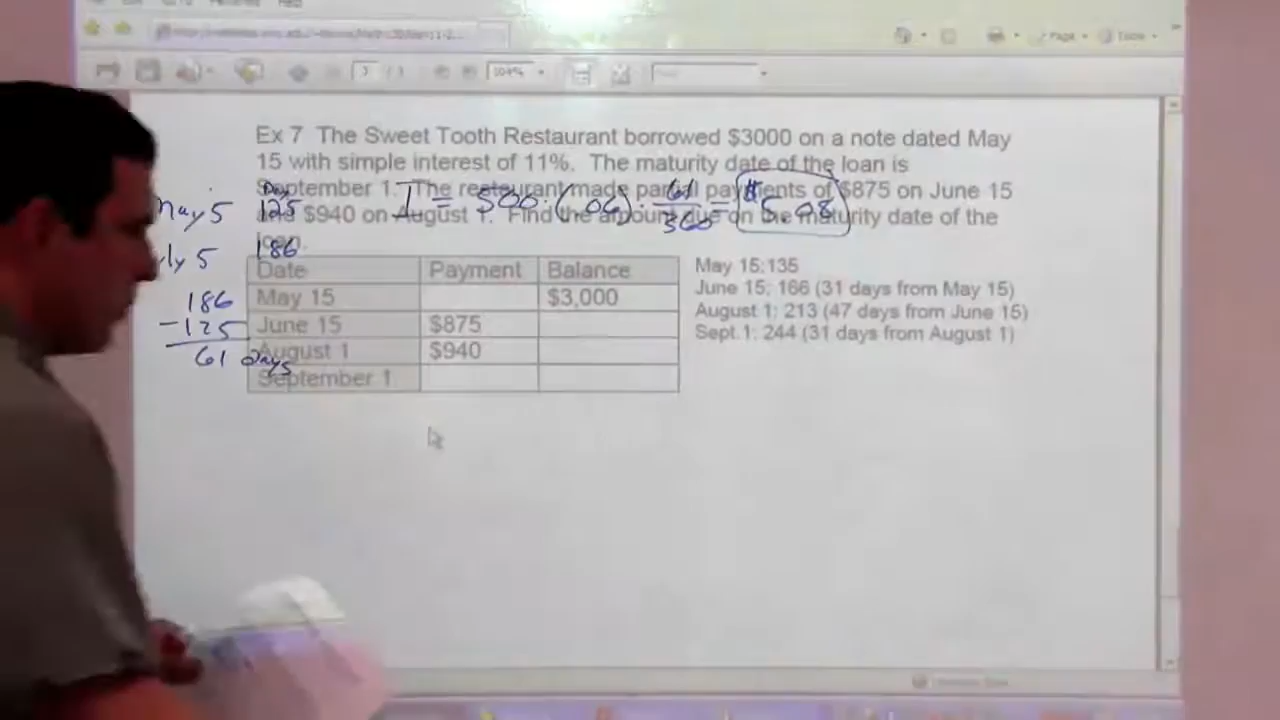 104%
Page
Tools
Ex 7 The Sweet Tooth Restaurant borrowed $3000 on a note dated May
15 with simple interest of 11%. The maturity date of the loan is
September 1. The restaurant made partial payments of $875 on June 15
and $940 on August 1. Find the amount due on the maturity date of the
loan.
May 5 Day 125
5 186
186
-125
61 Days
I = 500 · (.06) · 61/360 = $5.08
Date Payment Balance
May 15 $3,000
June 15 $875
August 1 $940
September 1
May 15:135
June 15: 166 (31 days from May 15)
August 1: 213 (47 days from June 15)
Sept.1: 244 (31 days from August 1)